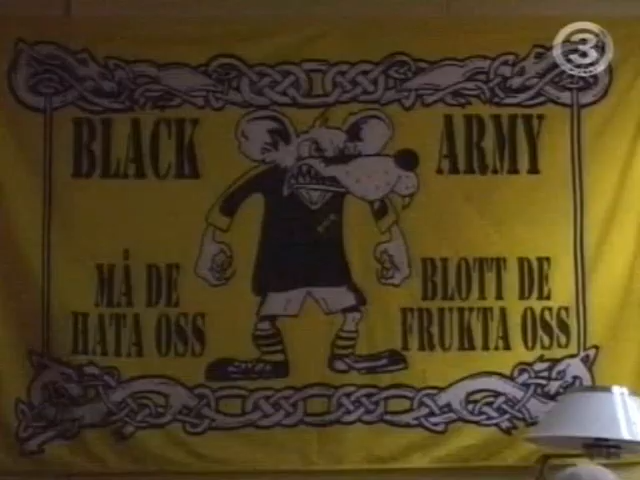 3
BLACK ARMY
MÅ DE
HATA OSS
BLOTT DE
FRUKTA OSS